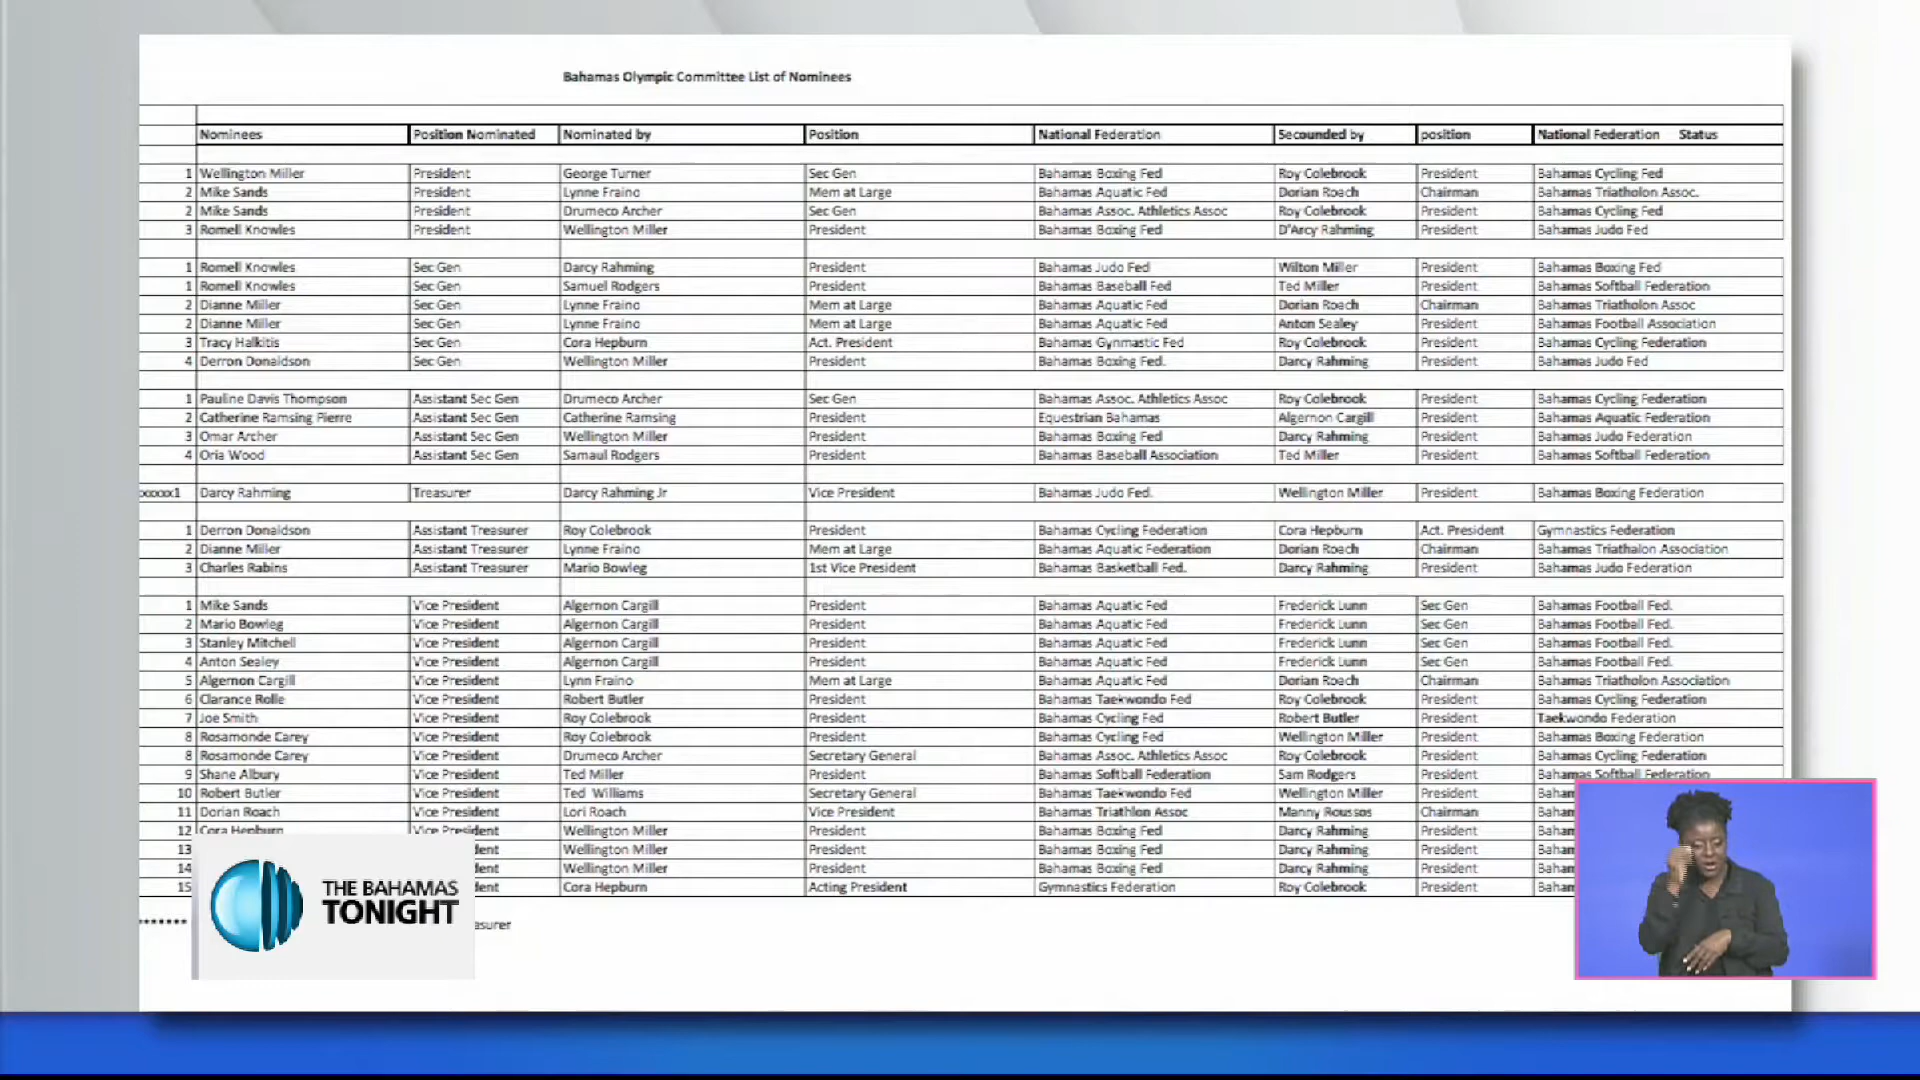 Bahamas Olympic Committee List of Nominees
Nominees Position Nominated Nominated by Position National Federation Secounded by position National Federation Status
1 Wellington Miller President George Turner Sec Gen Bahamas Boxing Fed Roy Colebrook President Bahamas Cycling Fed
2 Mike Sands President Lynne Fraino Mem at Large Bahamas Aquatic Fed Dorian Roach Chairman Bahamas Triatholon Assoc.
2 Mike Sands President Drumeco Archer Sec Gen Bahamas Assoc. Athletics Assoc Roy Colebrook President Bahamas Cycling Fed
3 Romell Knowles President Wellington Miller President Bahamas Boxing Fed D'Arcy Rahming President Bahamas Judo Fed
1 Romell Knowles Sec Gen Darcy Rahming President Bahamas Judo Fed Wilton Miller President Bahamas Boxing Fed
1 Romell Knowles Sec Gen Samuel Rodgers President Bahamas Baseball Fed Ted Miller President Bahamas Softball Federation
2 Dianne Miller Sec Gen Lynne Fraino Mem at Large Bahamas Aquatic Fed Dorian Roach Chairman Bahamas Triatholon Assoc
2 Dianne Miller Sec Gen Lynne Fraino Mem at Large Bahamas Aquatic Fed Anton Sealey President Bahamas Football Association
3 Tracy Halkitis Sec Gen Cora Hepburn Act. President Bahamas Gynmastic Fed Roy Colebrook President Bahamas Cycling Federation
4 Derron Donaldson Sec Gen Wellington Miller President Bahamas Boxing Fed. Darcy Rahming President Bahamas Judo Fed
1 Pauline Davis Thompson Assistant Sec Gen Drumeco Archer Sec Gen Bahamas Assoc. Athletics Assoc Roy Colebrook President Bahamas Cycling Federation
2 Catherine Ramsing Pierre Assistant Sec Gen Catherine Ramsing President Equestrian Bahamas Algernon Cargill President Bahamas Aquatic Federation
3 Omar Archer Assistant Sec Gen Wellington Miller President Bahamas Boxing Fed Darcy Rahming President Bahamas Judo Federation
4 Oria Wood Assistant Sec Gen Samaul Rodgers President Bahamas Baseball Association Ted Miller President Bahamas Softball Federation
xxxxx1 Darcy Rahming Treasurer Darcy Rahming Jr Vice President Bahamas Judo Fed. Wellington Miller President Bahamas Boxing Federation
1 Derron Donaldson Assistant Treasurer Roy Colebrook President Bahamas Cycling Federation Cora Hepburn Act. President Gymnastics Federation
2 Dianne Miller Assistant Treasurer Lynne Fraino Mem at Large Bahamas Aquatic Federation Dorian Roach Chairman Bahamas Triathalon Association
3 Charles Rabins Assistant Treasurer Mario Bowleg 1st Vice President Bahamas Basketball Fed. Darcy Rahming President Bahamas Judo Federation
1 Mike Sands Vice President Algernon Cargill President Bahamas Aquatic Fed Frederick Lunn Sec Gen Bahamas Football Fed.
2 Mario Bowleg Vice President Algernon Cargill President Bahamas Aquatic Fed Frederick Lunn Sec Gen Bahamas Football Fed.
3 Stanley Mitchell Vice President Algernon Cargill President Bahamas Aquatic Fed Frederick Lunn Sec Gen Bahamas Football Fed.
4 Anton Sealey Vice President Algernon Cargill President Bahamas Aquatic Fed Frederick Lunn Sec Gen Bahamas Football Fed.
5 Algernon Cargill Vice President Lynn Fraino Mem at Large Bahamas Aquatic Fed Dorian Roach Chairman Bahamas Triatholon Association
6 Clarance Rolle Vice President Robert Butler President Bahamas Taekwondo Fed Roy Colebrook President Bahamas Cycling Federation
7 Joe Smith Vice President Roy Colebrook President Bahamas Cycling Fed Robert Butler President Taekwondo Federation
8 Rosamonde Carey Vice President Roy Colebrook President Bahamas Cycling Fed Wellington Miller President Bahamas Boxing Federation
8 Rosamonde Carey Vice President Drumeco Archer Secretary General Bahamas Assoc. Athletics Assoc Roy Colebrook President Bahamas Cycling Federation
9 Shane Albury Vice President Ted Miller President Bahamas Softball Federation Sam Rodgers President Bahamas Softball Federation
10 Robert Butler Vice President Ted Williams Secretary General Bahamas Taekwondo Fed Wellington Miller President Baham
11 Dorian Roach Vice President Lori Roach Vice President Bahamas Triathlon Assoc Manny Roussos Chairman Baham
12 Cora Hepburn Vice President Wellington Miller President Bahamas Boxing Fed Darcy Rahming President Baham
13 dent Wellington Miller President Bahamas Boxing Fed Darcy Rahming President Baham
14 dent Wellington Miller President Bahamas Boxing Fed Darcy Rahming President Baham
15 dent Cora Hepburn Acting President Gymnastics Federation Roy Colebrook President Baham
******* asurer
THE BAHAMAS
TONIGHT